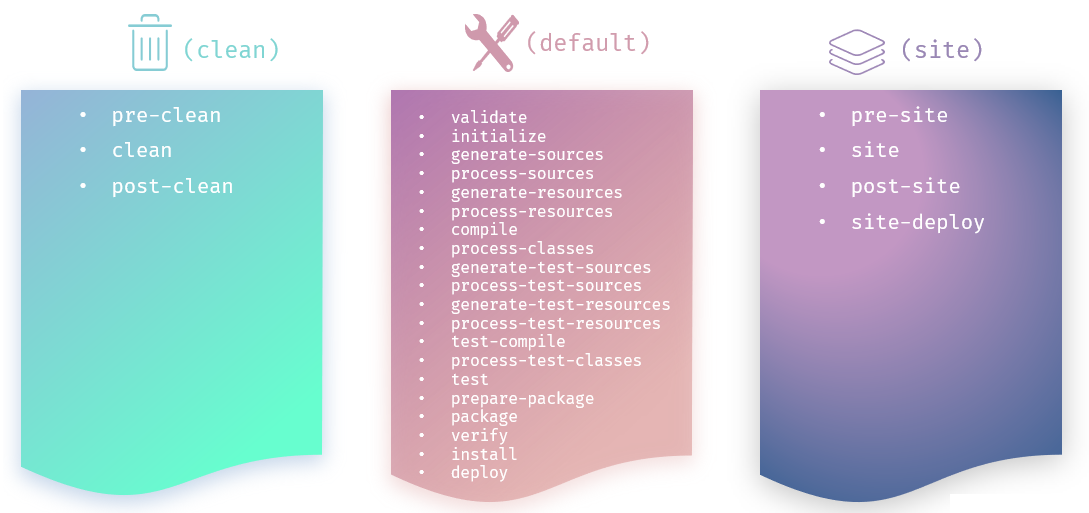 (clean)
• pre-clean
• clean
• post-clean
(default)
• validate
• initialize
• generate-sources
• process-sources
• generate-resources
• process-resources
• compile
• process-classes
• generate-test-sources
• process-test-sources
• generate-test-resources
• process-test-resources
• test-compile
• process-test-classes
• test
• prepare-package
• package
• verify
• install
• deploy
(site)
• pre-site
• site
• post-site
• site-deploy